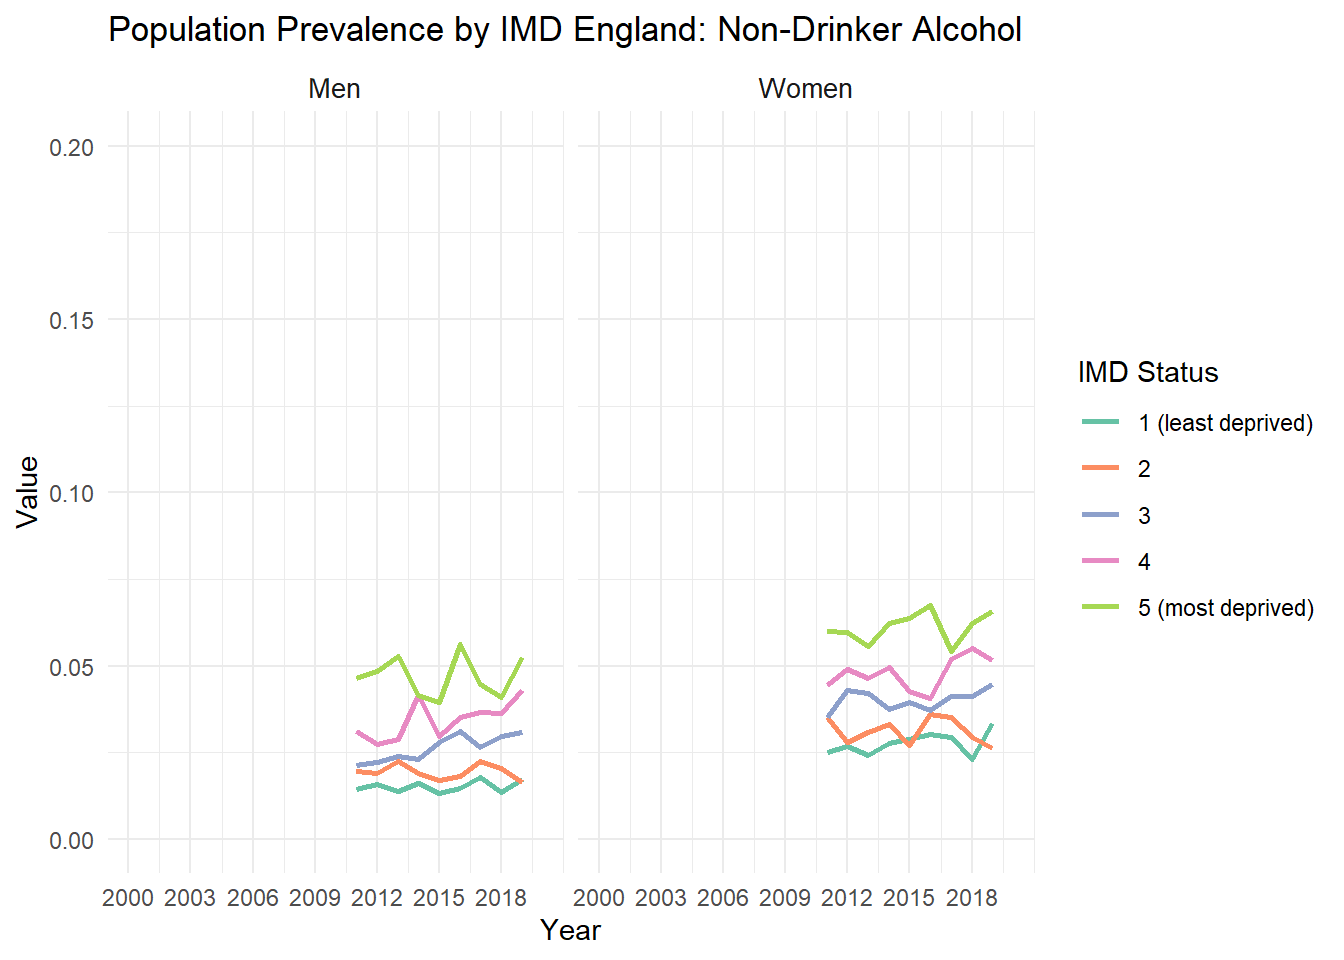 Population Prevalence by IMD England: Non-Drinker Alcohol
Men
Women
0.20
0.15
0.10
0.05
0.00
Value
2000 2003 2006 2009 2012 2015 2018
2000 2003 2006 2009 2012 2015 2018
Year
IMD Status
1 (least deprived)
2
3
4
5 (most deprived)